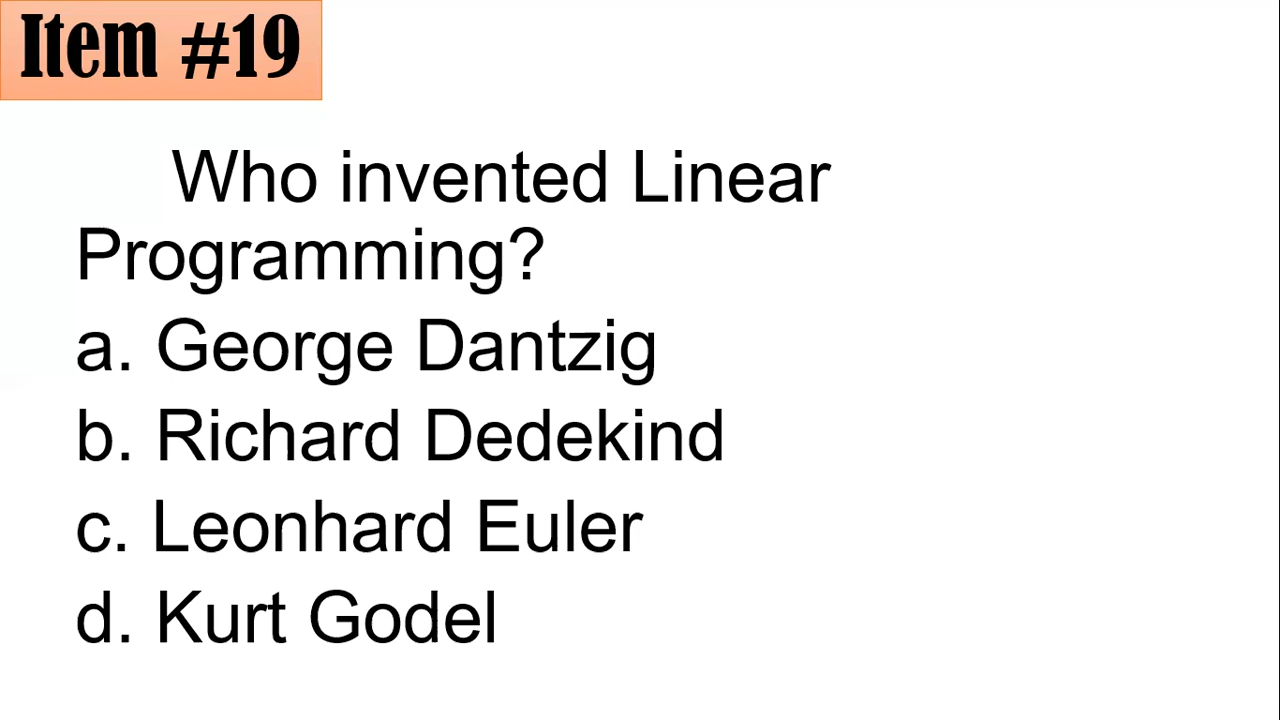 Item #19
Who invented Linear
Programming?
a. George Dantzig
b. Richard Dedekind
c. Leonhard Euler
d. Kurt Godel